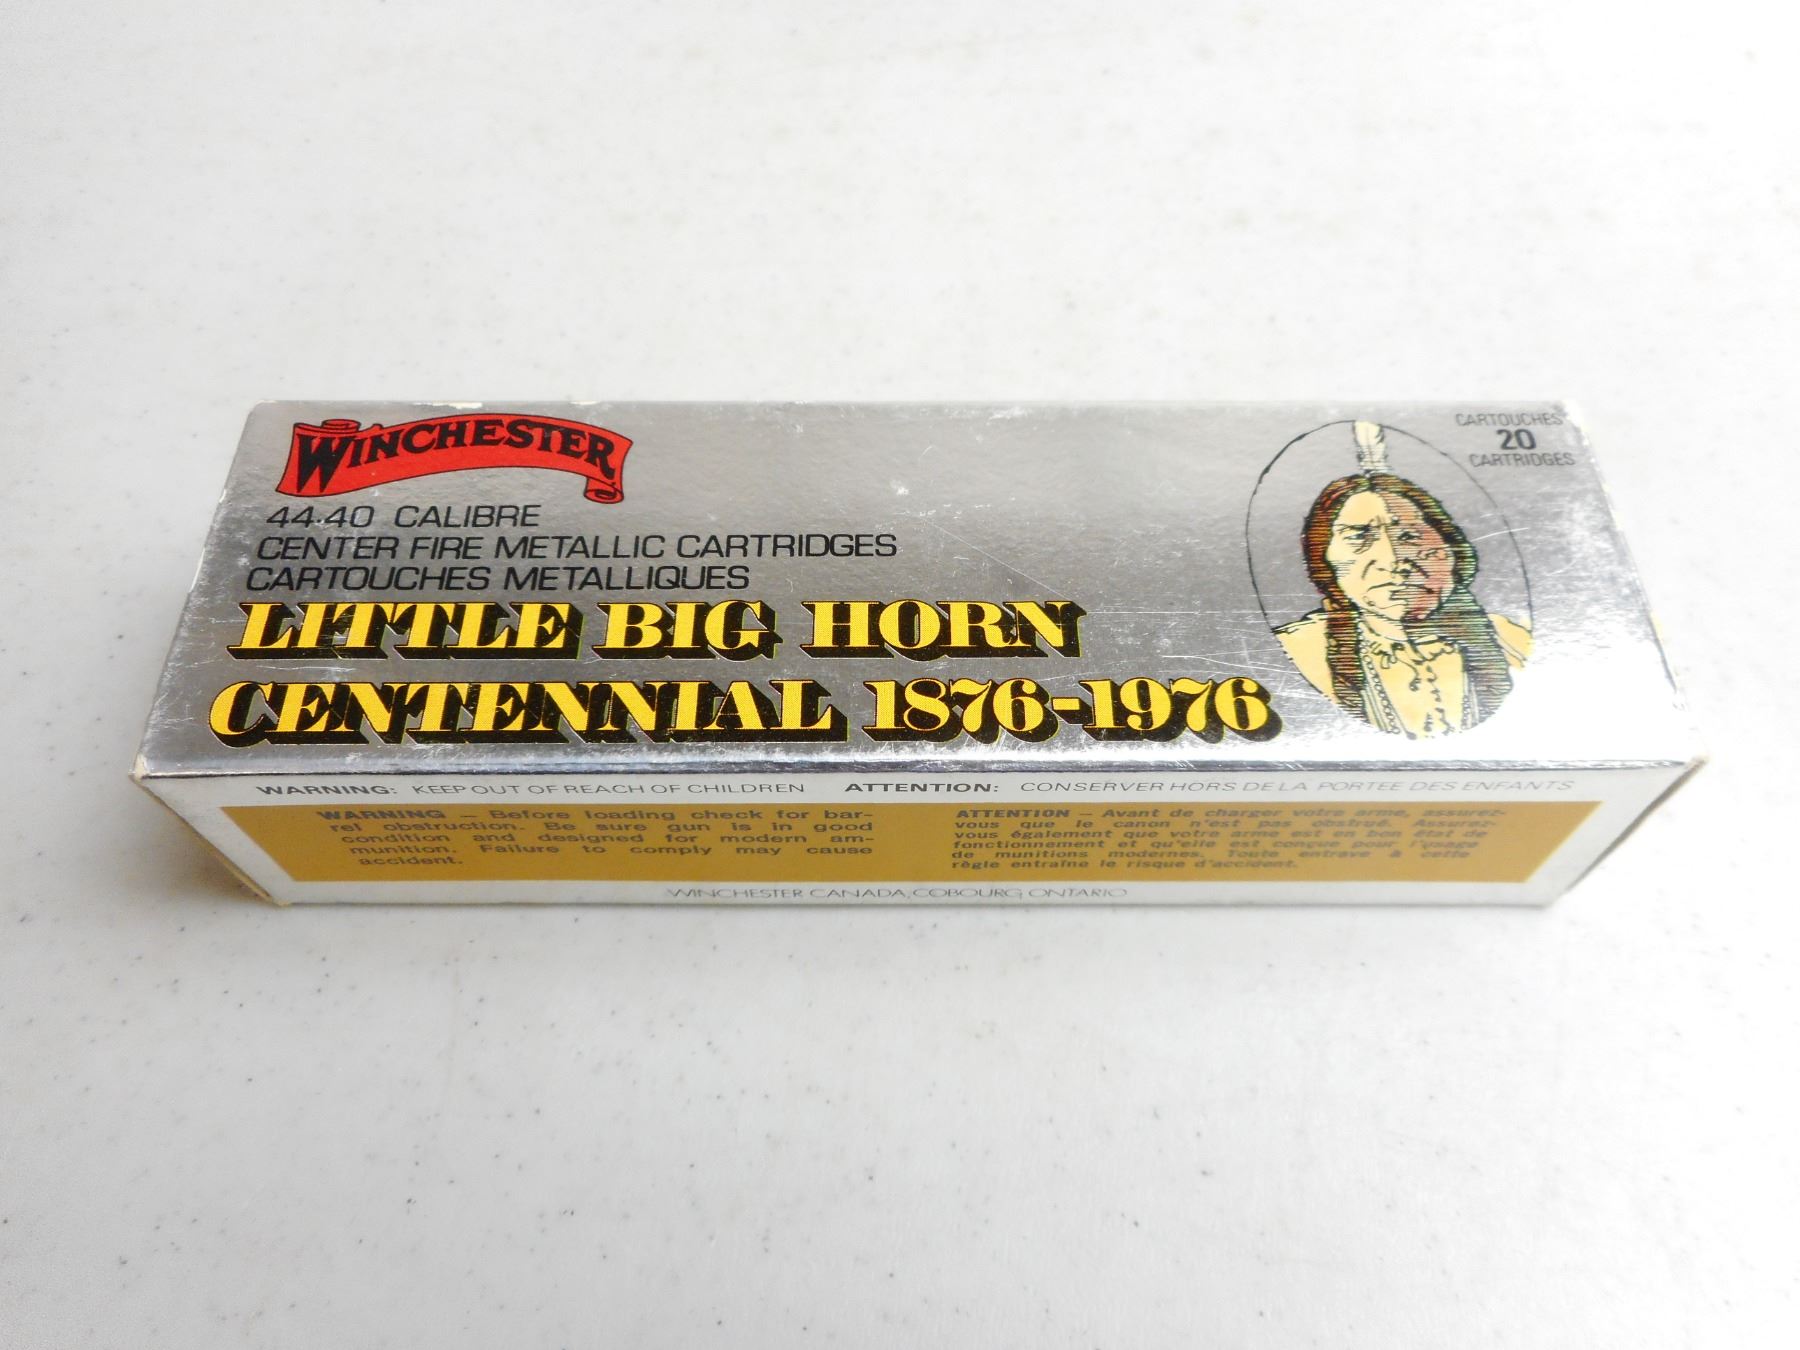 WINCHESTER
44·40 CALIBRE
CENTER FIRE METALLIC CARTRIDGES
CARTOUCHES METALLIQUES
LITTLE BIG HORN
CENTENNIAL 1876-1976
CARTOUCHES
20
CARTRIDGES
WARNING: KEEP OUT OF REACH OF CHILDREN
ATTENTION: CONSERVER HORS DE LA PORTEE DES ENFANTS
WARNING – Before loading check for bar-
rel obstruction. Be sure gun is in good
condition and designed for modern am-
munition. Failure to comply may cause
accident.
ATTENTION – Avant de charger votre arme, assurez-
vous que le canon n'est pas obstrué. Assurez-
vous également que votre arme est en bon état de
fonctionnement et qu'elle est conçue pour l'usage
de munitions modernes. Toute entrave à cette
règle entraîne le risque d'accident.
WINCHESTER CANADA, COBOURG ONTARIO